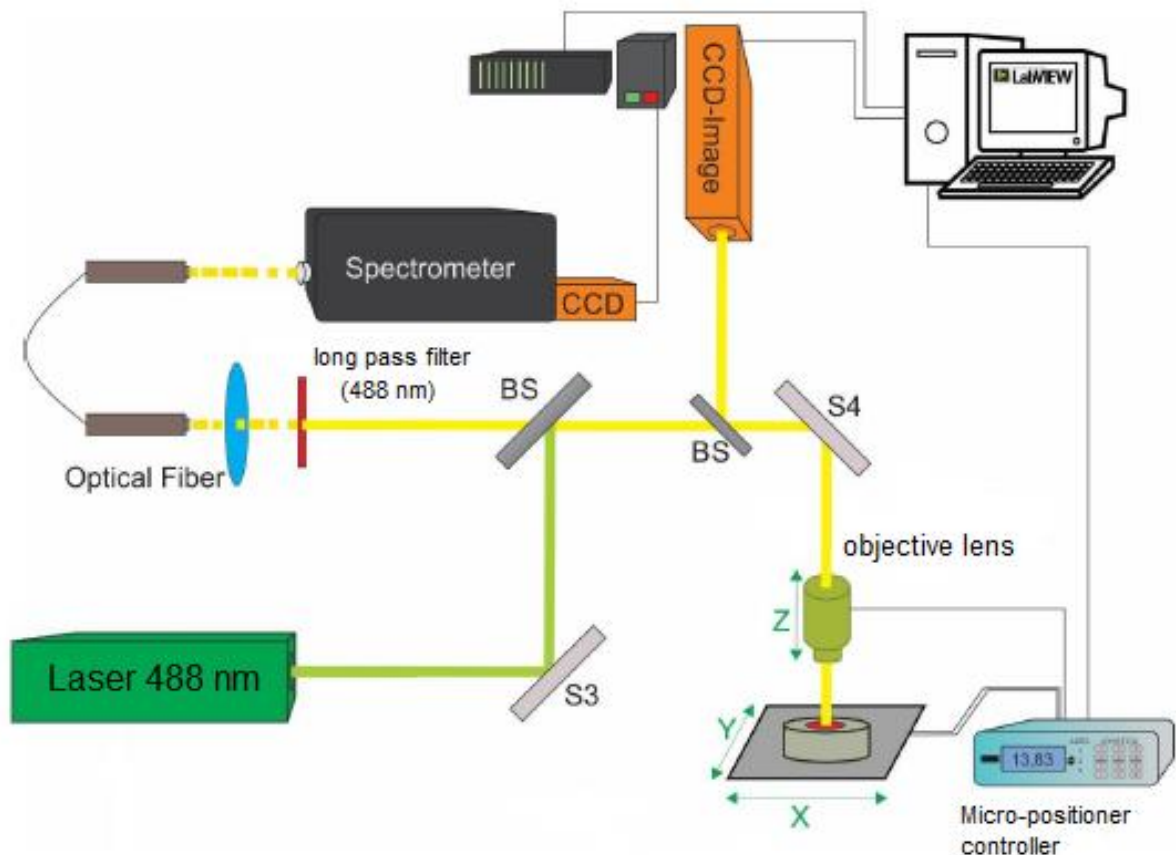 CCD-Image
LabVIEW
Spectrometer
CCD
long pass filter
(488 nm)
BS
S4
BS
Optical Fiber
objective lens
Z
Laser 488 nm
S3
Y
X
13.83
Micro-positioner
controller